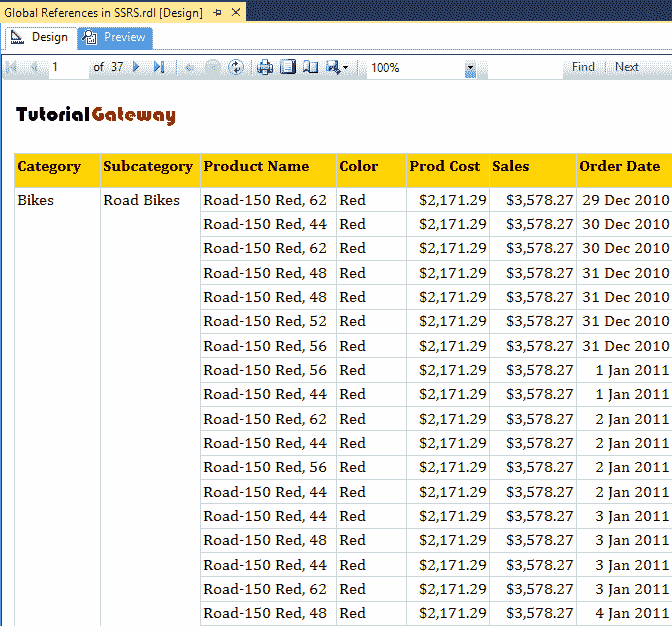 Global References in SSRS.rdl [Design]
Design Preview
1 of 37 100% Find | Next
TutorialGateway
Category Subcategory Product Name Color Prod Cost Sales Order Date
Bikes Road Bikes Road-150 Red, 62 Red $2,171.29 $3,578.27 29 Dec 2010
Road-150 Red, 44 Red $2,171.29 $3,578.27 30 Dec 2010
Road-150 Red, 62 Red $2,171.29 $3,578.27 30 Dec 2010
Road-150 Red, 48 Red $2,171.29 $3,578.27 31 Dec 2010
Road-150 Red, 48 Red $2,171.29 $3,578.27 31 Dec 2010
Road-150 Red, 52 Red $2,171.29 $3,578.27 31 Dec 2010
Road-150 Red, 56 Red $2,171.29 $3,578.27 31 Dec 2010
Road-150 Red, 56 Red $2,171.29 $3,578.27 1 Jan 2011
Road-150 Red, 44 Red $2,171.29 $3,578.27 1 Jan 2011
Road-150 Red, 62 Red $2,171.29 $3,578.27 2 Jan 2011
Road-150 Red, 44 Red $2,171.29 $3,578.27 2 Jan 2011
Road-150 Red, 56 Red $2,171.29 $3,578.27 2 Jan 2011
Road-150 Red, 44 Red $2,171.29 $3,578.27 2 Jan 2011
Road-150 Red, 44 Red $2,171.29 $3,578.27 3 Jan 2011
Road-150 Red, 48 Red $2,171.29 $3,578.27 3 Jan 2011
Road-150 Red, 44 Red $2,171.29 $3,578.27 3 Jan 2011
Road-150 Red, 62 Red $2,171.29 $3,578.27 3 Jan 2011
Road-150 Red, 48 Red $2,171.29 $3,578.27 4 Jan 2011